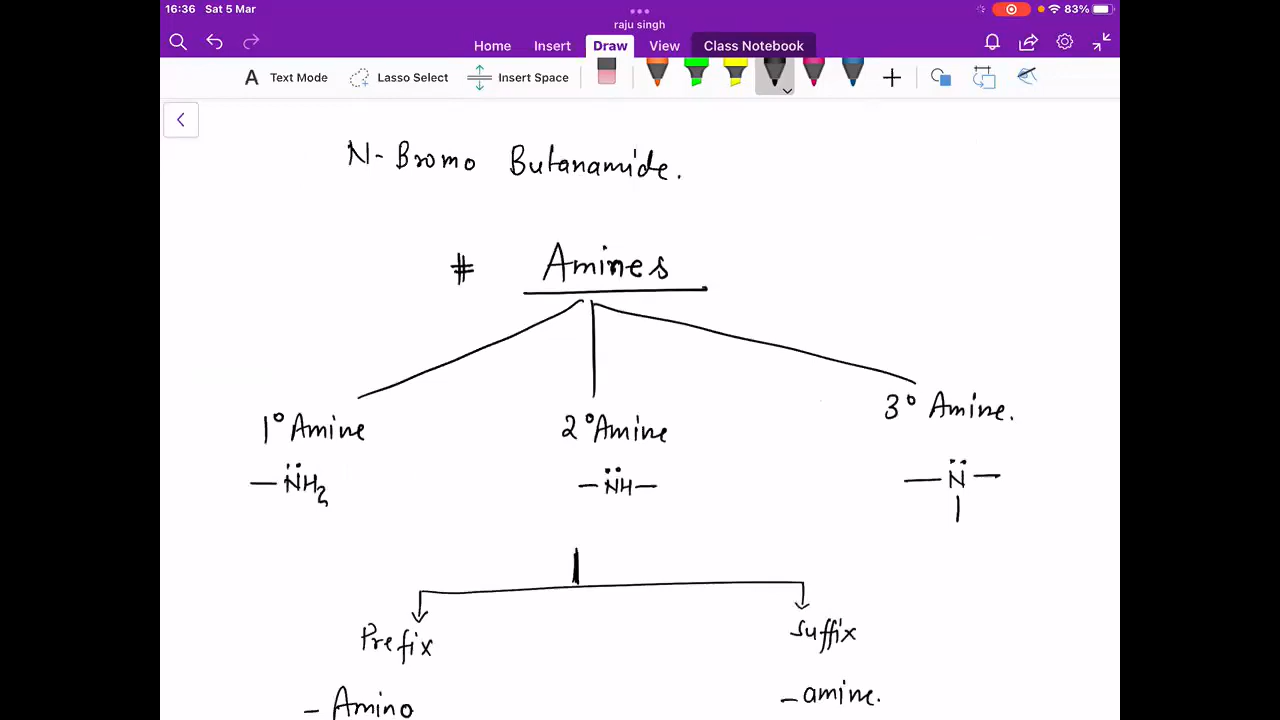 16:36 Sat 5 Mar
83%
raju singh
Home Insert Draw View Class Notebook
Text Mode Lasso Select Insert Space
N-Bromo Butanamide.
# Amines
1° Amine 2° Amine 3° Amine.
—N̈H₂ —N̈H— —N̈—
Prefix Suffix
- Amino -amine.